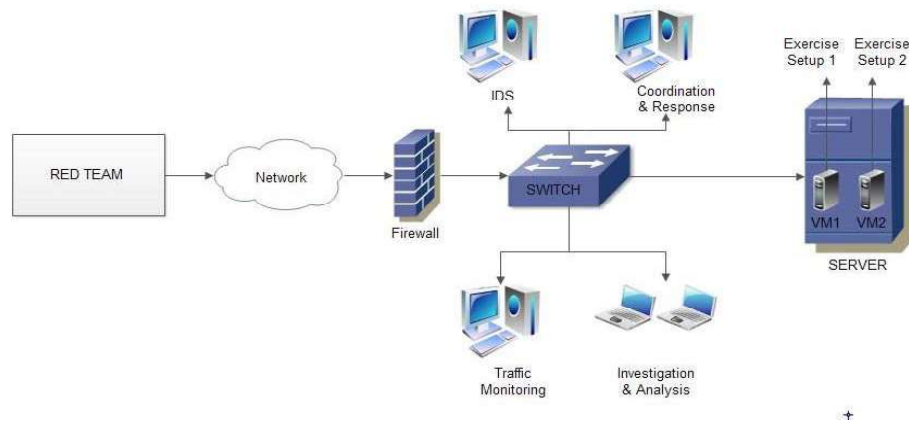 Exercise
Setup 1
Exercise
Setup 2
IDS
Coordination
& Response
RED TEAM
Network
Firewall
SWITCH
VM1
VM2
SERVER
Traffic
Monitoring
Investigation
& Analysis